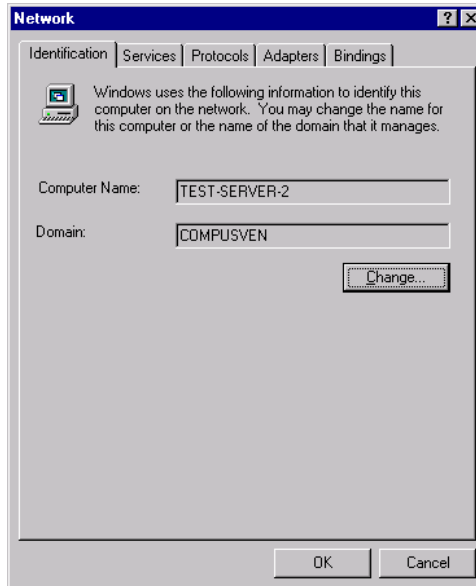 Network
Identification Services Protocols Adapters Bindings
Windows uses the following information to identify this
computer on the network. You may change the name for
this computer or the name of the domain that it manages.
Computer Name: TEST-SERVER-2
Domain: COMPUSVEN
Change...
OK Cancel